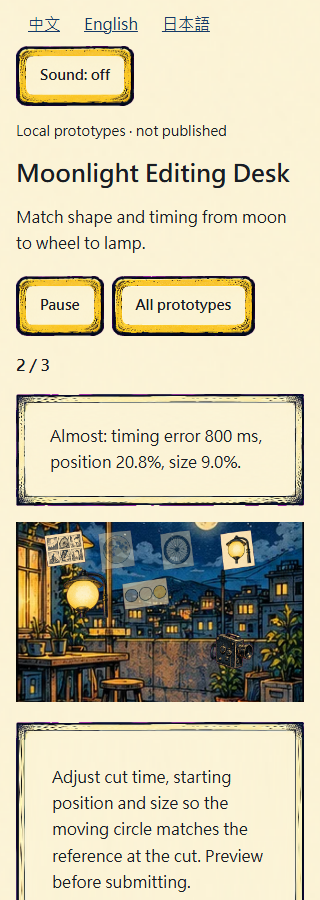 中文 English 日本語
Sound: off
Local prototypes · not published
Moonlight Editing Desk
Match shape and timing from moon
to wheel to lamp.
Pause All prototypes
2 / 3
Almost: timing error 800 ms,
position 20.8%, size 9.0%.
Adjust cut time, starting
position and size so the
moving circle matches the
reference at the cut. Preview
before submitting.